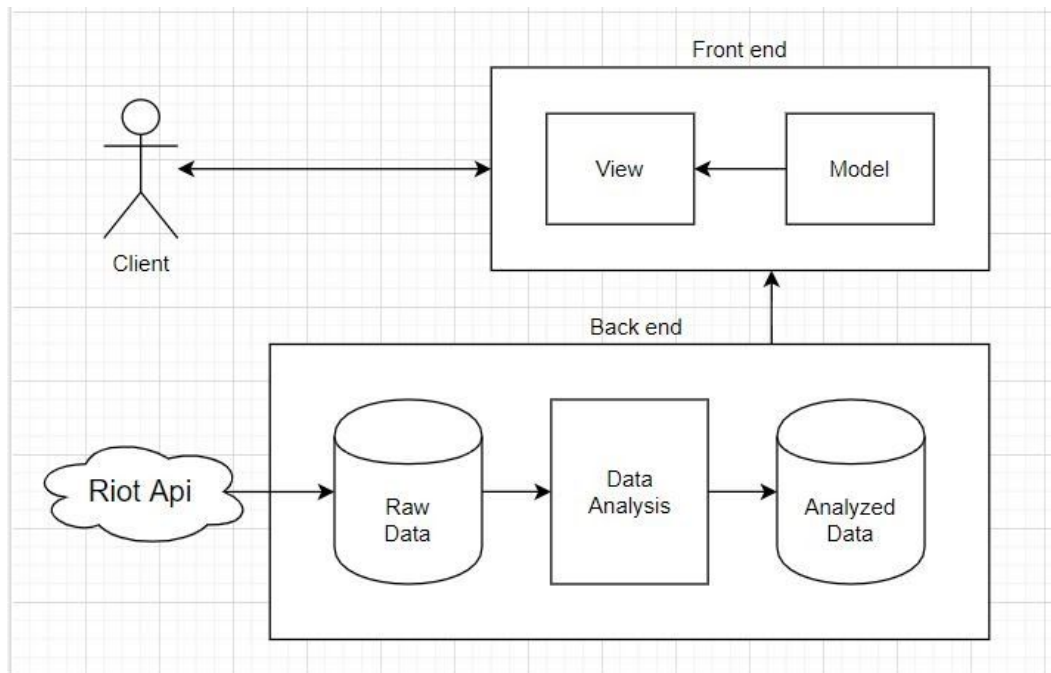 Front end
View
Model
Client
Back end
Riot Api
Raw
Data
Data
Analysis
Analyzed
Data